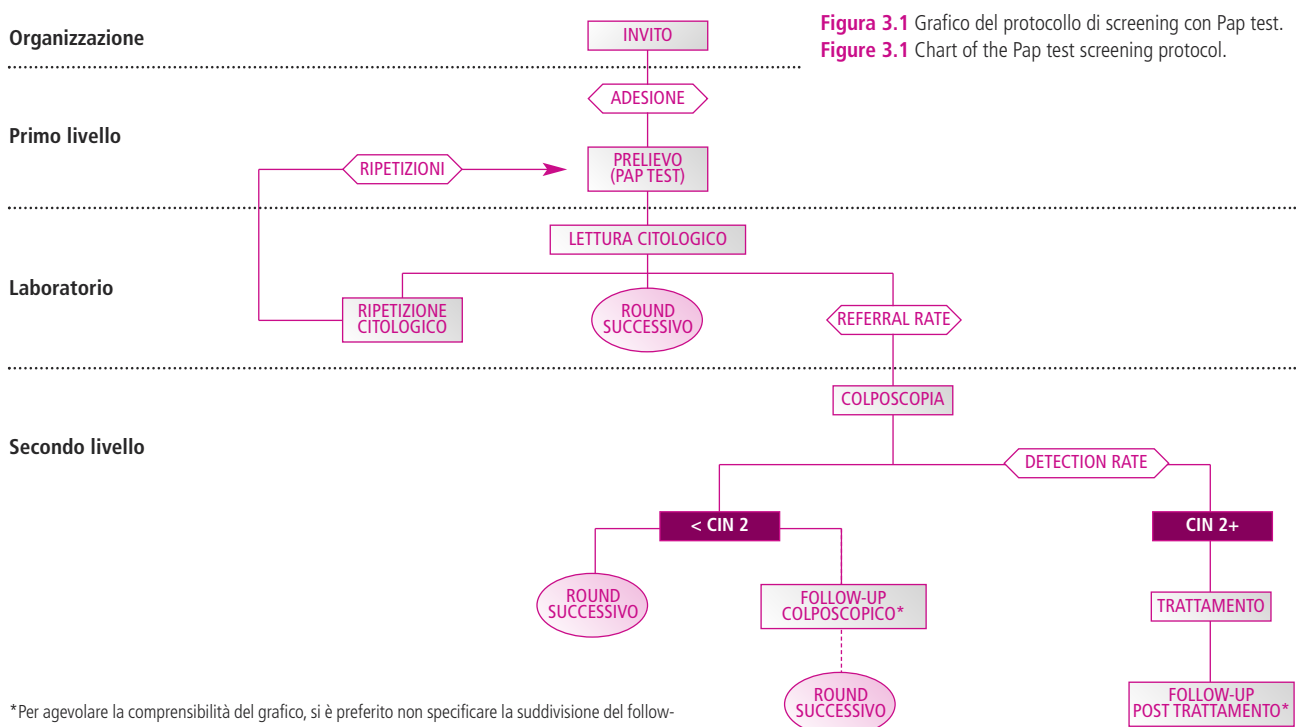 Figura 3.1 Grafico del protocollo di screening con Pap test.
Figure 3.1 Chart of the Pap test screening protocol.
Organizzazione
INVITO
ADESIONE
Primo livello
RIPETIZIONI
PRELIEVO
(PAP TEST)
LETTURA CITOLOGICO
Laboratorio
RIPETIZIONE
CITOLOGICO
ROUND
SUCCESSIVO
REFERRAL RATE
COLPOSCOPIA
Secondo livello
DETECTION RATE
< CIN 2
CIN 2+
ROUND
SUCCESSIVO
FOLLOW-UP
COLPOSCOPICO*
TRATTAMENTO
ROUND
SUCCESSIVO
FOLLOW-UP
POST TRATTAMENTO*
*Per agevolare la comprensibilità del grafico, si è preferito non specificare la suddivisione del follow-